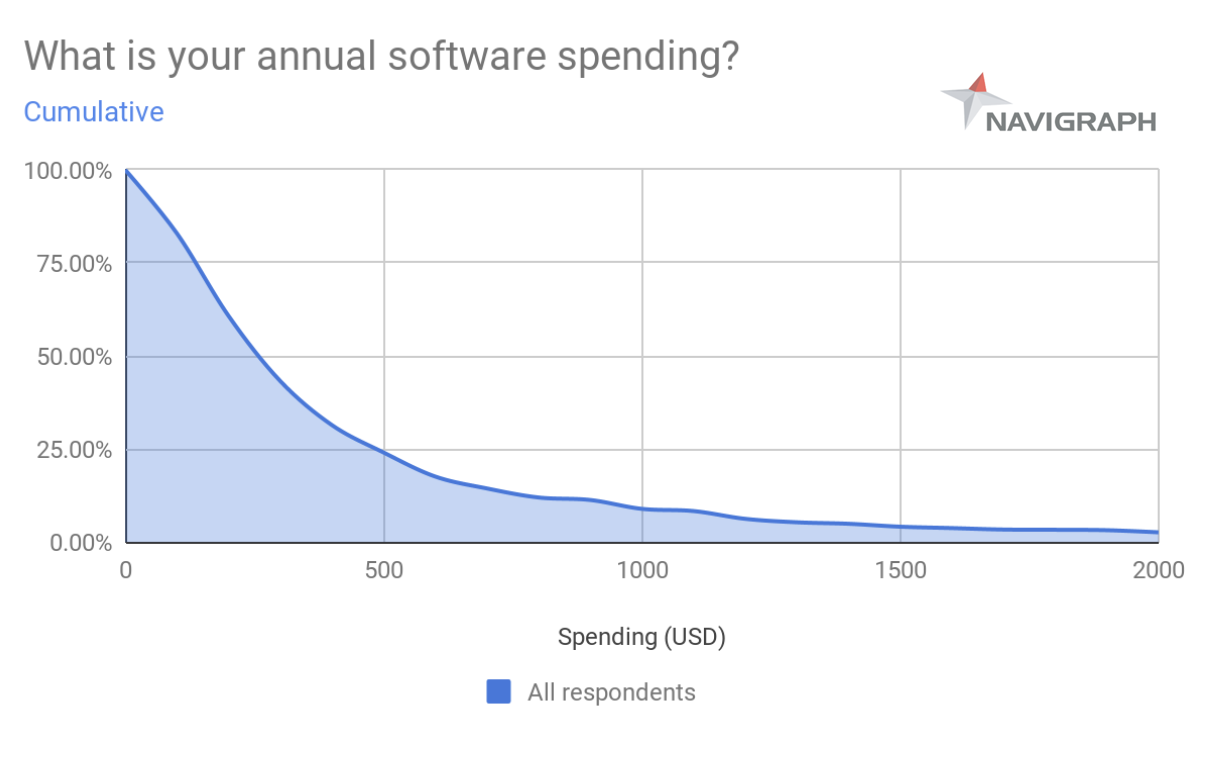 What is your annual software spending?
Cumulative
NAVIGRAPH
100.00%
75.00%
50.00%
25.00%
0.00%
0 500 1000 1500 2000
Spending (USD)
All respondents